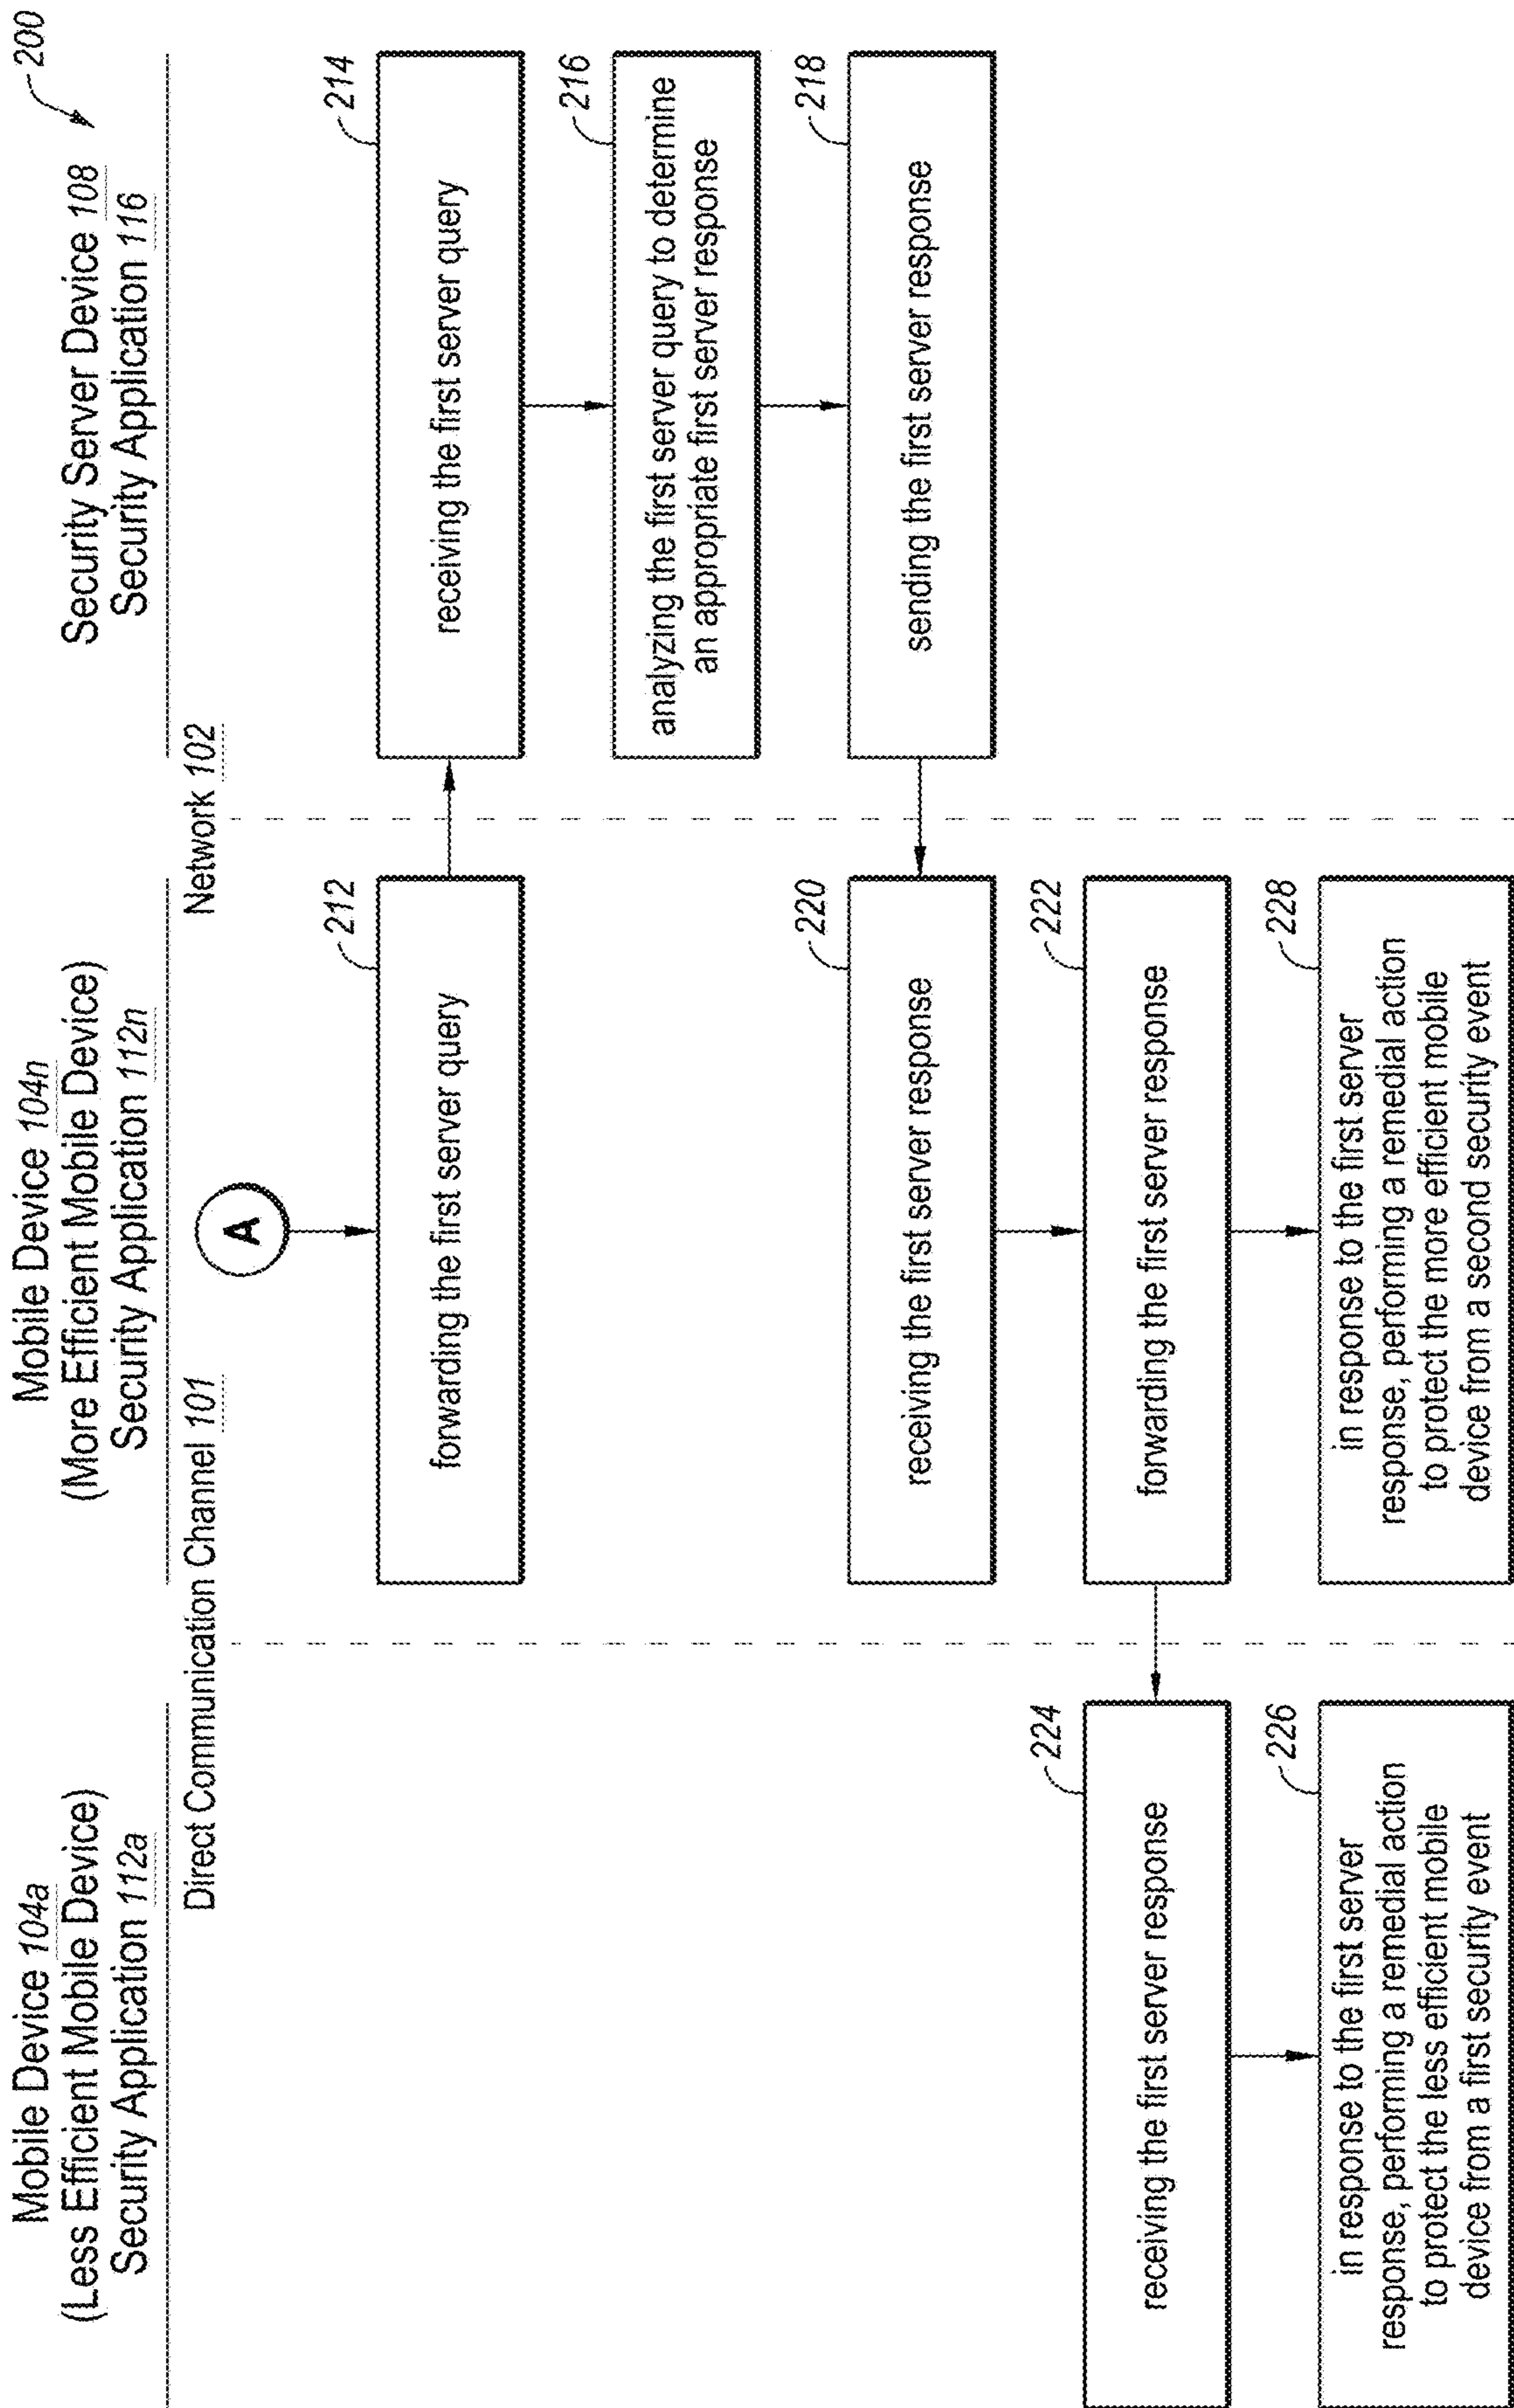 200
Mobile Device 104a
(Less Efficient Mobile Device)
Security Application 112a
Mobile Device 104n
(More Efficient Mobile Device)
Security Application 112n
Security Server Device 108
Security Application 116
Direct Communication Channel 101
Network 102
A
212
forwarding the first server query
214
receiving the first server query
216
analyzing the first server query to determine
an appropriate first server response
218
sending the first server response
220
receiving the first server response
222
forwarding the first server response
224
receiving the first server response
226
in response to the first server
response, performing a remedial action
to protect the less efficient mobile
device from a first security event
228
in response to the first server
response, performing a remedial action
to protect the more efficient mobile
device from a second security event